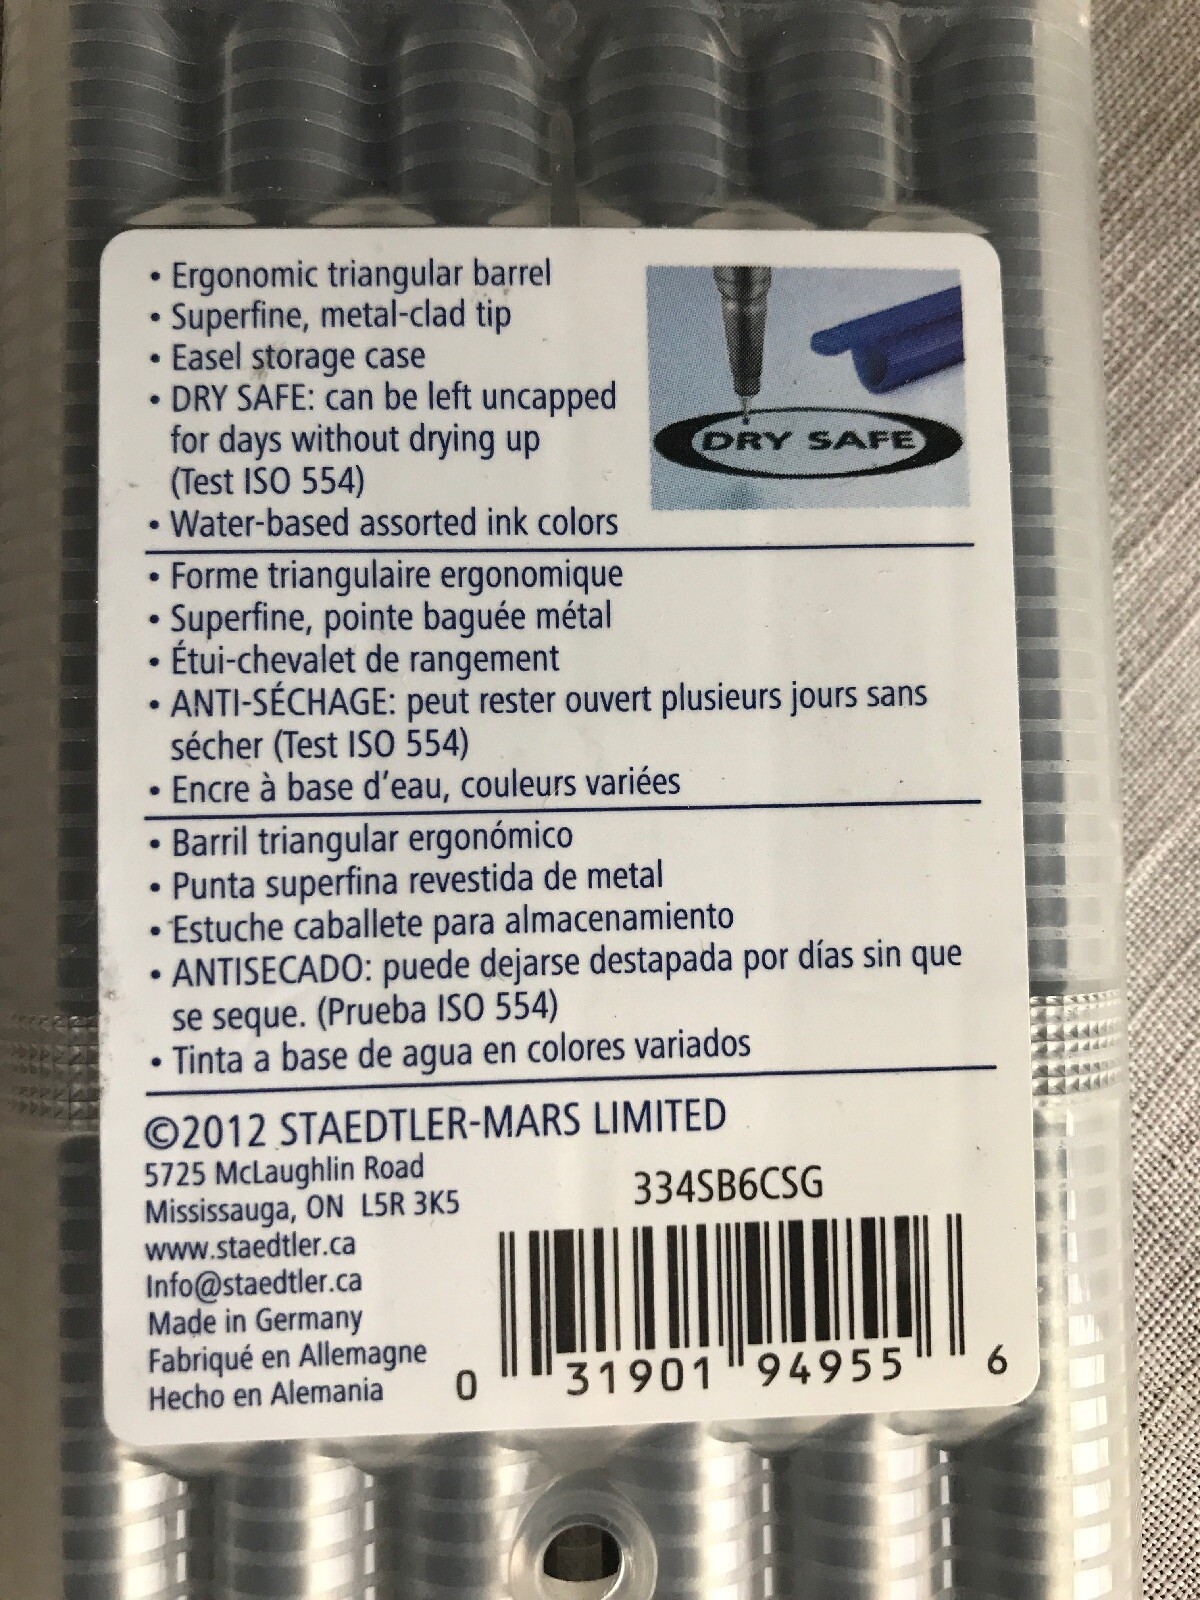 • Ergonomic triangular barrel
• Superfine, metal-clad tip
• Easel storage case
• DRY SAFE: can be left uncapped
for days without drying up
(Test ISO 554)
• Water-based assorted ink colors
DRY SAFE
• Forme triangulaire ergonomique
• Superfine, pointe baguée métal
• Étui-chevalet de rangement
• ANTI-SÉCHAGE: peut rester ouvert plusieurs jours sans
sécher (Test ISO 554)
• Encre à base d'eau, couleurs variées
• Barril triangular ergonómico
• Punta superfina revestida de metal
• Estuche caballete para almacenamiento
• ANTISECADO: puede dejarse destapada por días sin que
se seque. (Prueba ISO 554)
• Tinta a base de agua en colores variados
©2012 STAEDTLER-MARS LIMITED
5725 McLaughlin Road
Mississauga, ON L5R 3K5
www.staedtler.ca
Info@staedtler.ca
Made in Germany
Fabriqué en Allemagne
Hecho en Alemania
334SB6CSG
0 31901 94955 6